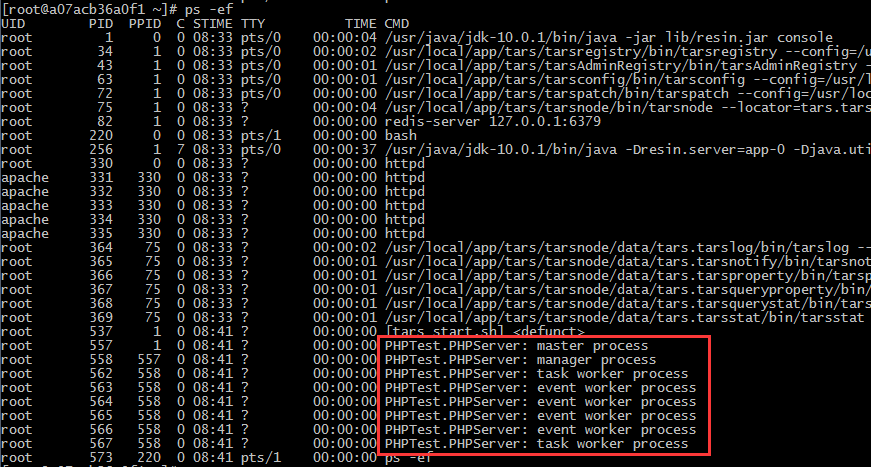 [root@a07acb36a0f1 ~]# ps -ef
UID PID PPID C STIME TTY TIME CMD
root 1 0 0 08:33 pts/0 00:00:04 /usr/java/jdk-10.0.1/bin/java -jar lib/resin.jar console
root 34 1 0 08:33 pts/0 00:00:02 /usr/local/app/tars/tarsregistry/bin/tarsregistry --config=/u
root 43 1 0 08:33 pts/0 00:00:01 /usr/local/app/tars/tarsAdminRegistry/bin/tarsAdminRegistry -
root 63 1 0 08:33 pts/0 00:00:01 /usr/local/app/tars/tarsconfig/bin/tarsconfig --config=/usr/l
root 72 1 0 08:33 pts/0 00:00:00 /usr/local/app/tars/tarspatch/bin/tarspatch --config=/usr/loc
root 75 1 0 08:33 ? 00:00:04 /usr/local/app/tars/tarsnode/bin/tarsnode --locator=tars.tars
root 82 1 0 08:33 ? 00:00:00 redis-server 127.0.0.1:6379
root 220 0 0 08:33 pts/1 00:00:00 bash
root 256 1 7 08:33 pts/0 00:00:37 /usr/java/jdk-10.0.1/bin/java -Dresin.server=app-0 -Djava.uti
root 330 0 0 08:33 ? 00:00:00 httpd
apache 331 330 0 08:33 ? 00:00:00 httpd
apache 332 330 0 08:33 ? 00:00:00 httpd
apache 333 330 0 08:33 ? 00:00:00 httpd
apache 334 330 0 08:33 ? 00:00:00 httpd
apache 335 330 0 08:33 ? 00:00:00 httpd
root 364 75 0 08:33 ? 00:00:02 /usr/local/app/tars/tarsnode/data/tars.tarslog/bin/tarslog --
root 365 75 0 08:33 ? 00:00:01 /usr/local/app/tars/tarsnode/data/tars.tarsnotify/bin/tarsnot
root 366 75 0 08:33 ? 00:00:01 /usr/local/app/tars/tarsnode/data/tars.tarsproperty/bin/tarsp
root 367 75 0 08:33 ? 00:00:01 /usr/local/app/tars/tarsnode/data/tars.tarsqueryproperty/bin/
root 368 75 0 08:33 ? 00:00:01 /usr/local/app/tars/tarsnode/data/tars.tarsquerystat/bin/tars
root 369 75 0 08:33 ? 00:00:01 /usr/local/app/tars/tarsnode/data/tars.tarsstat/bin/tarsstat
root 537 1 0 08:41 ? 00:00:00 [tars_start.sh] <defunct>
root 557 1 0 08:41 ? 00:00:00 PHPTest.PHPServer: master process
root 558 557 0 08:41 ? 00:00:00 PHPTest.PHPServer: manager process
root 562 558 0 08:41 ? 00:00:00 PHPTest.PHPServer: task worker process
root 563 558 0 08:41 ? 00:00:00 PHPTest.PHPServer: event worker process
root 564 558 0 08:41 ? 00:00:00 PHPTest.PHPServer: event worker process
root 565 558 0 08:41 ? 00:00:00 PHPTest.PHPServer: event worker process
root 566 558 0 08:41 ? 00:00:00 PHPTest.PHPServer: event worker process
root 567 558 0 08:41 ? 00:00:00 PHPTest.PHPServer: task worker process
root 573 220 0 08:41 pts/1 00:00:00 ps -ef